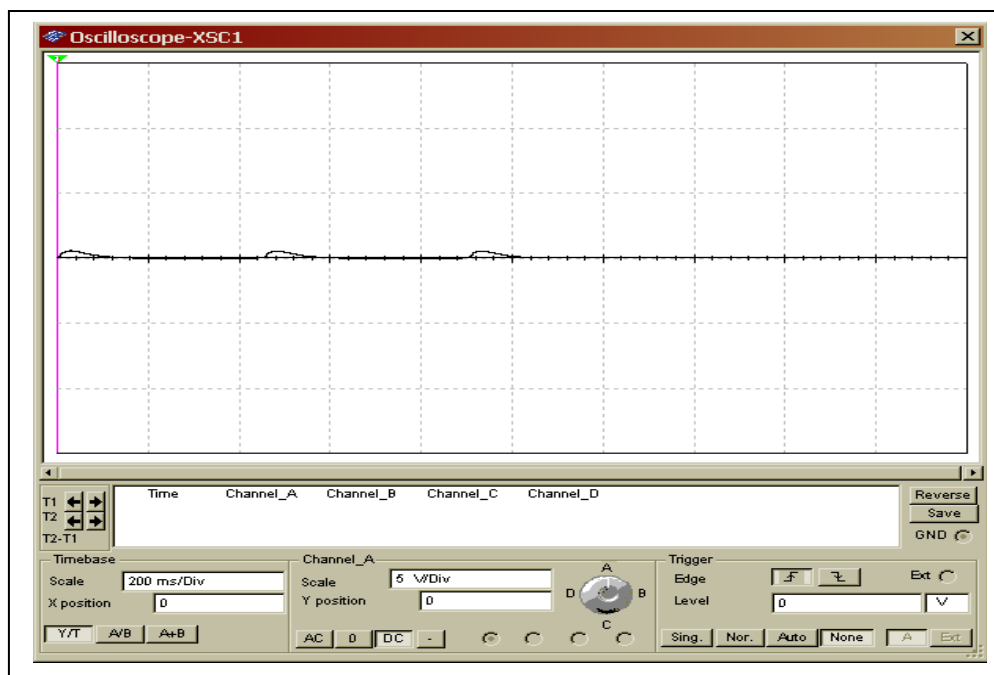 Oscilloscope-XSC1
1
T1
T2
T2-T1
Time Channel_A Channel_B Channel_C Channel_D
Reverse
Save
GND
Timebase
Scale 200 ms/Div
X position 0
Y/T B/A A/B A+B
Channel_A
Scale 5 V/Div
Y position 0
AC 0 DC -
A
B
C
D
Trigger
Edge Ext
Level 0 V
Sing. Nor. Auto None A Ext